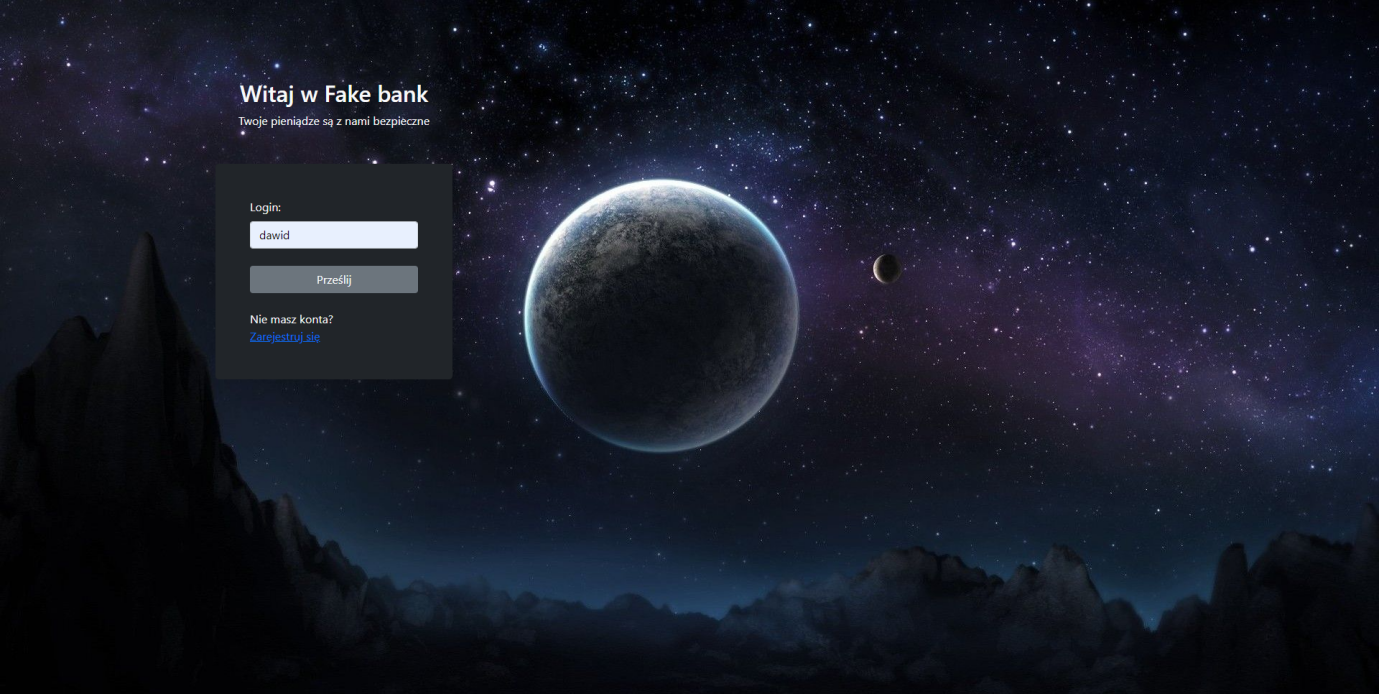 Witaj w Fake bank
Twoje pieniądze są z nami bezpieczne
Login:
dawid
Prześlij
Nie masz konta?
Zarejestruj się